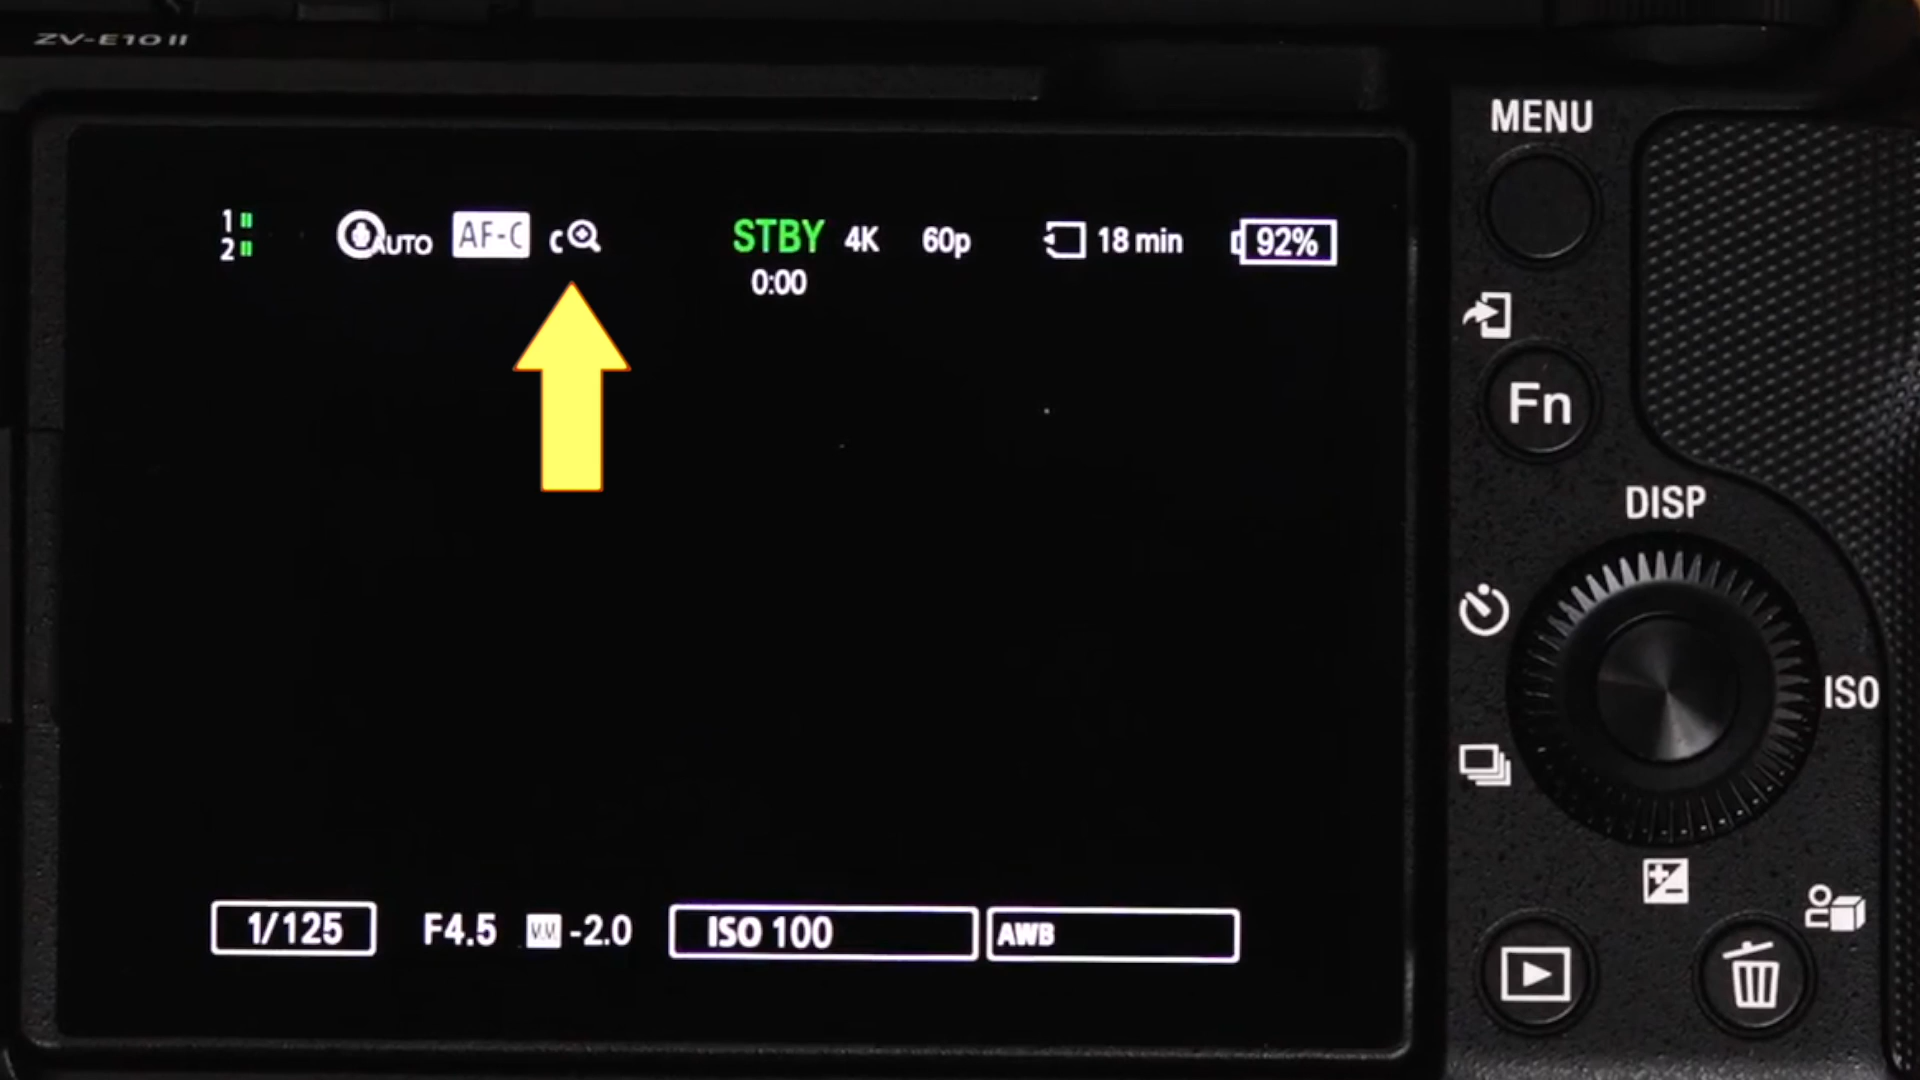 ZV-E10 II
MENU
1
2
AUTO
AF-C
C
STBY
4K
60p
18 min
92%
0:00
Fn
DISP
ISO
1/125
F4.5
M.M.
-2.0
ISO 100
AWB